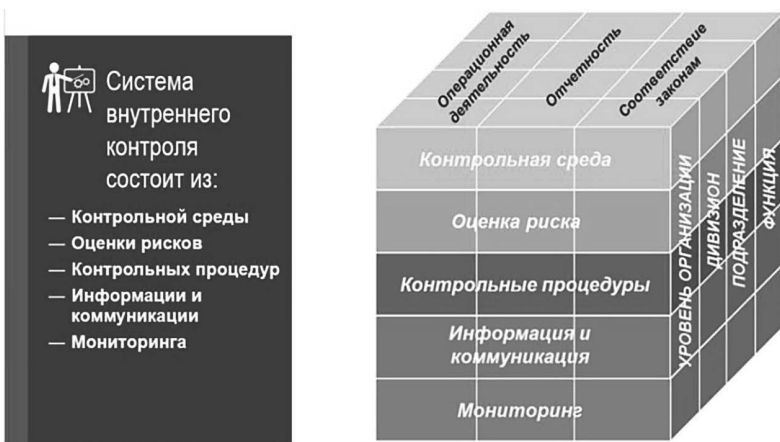 Система
внутреннего
контроля
состоит из:
— Контрольной среды
— Оценки рисков
— Контрольных процедур
— Информации и
коммуникации
— Мониторинга
Операционная
деятельность
Отчетность
Соответствие
законам
Контрольная среда
Оценка риска
Контрольные процедуры
Информация и
коммуникация
Мониторинг
УРОВЕНЬ ОРГАНИЗАЦИИ
ДИВИЗИОН
ПОДРАЗДЕЛЕНИЕ
ФУНКЦИЯ